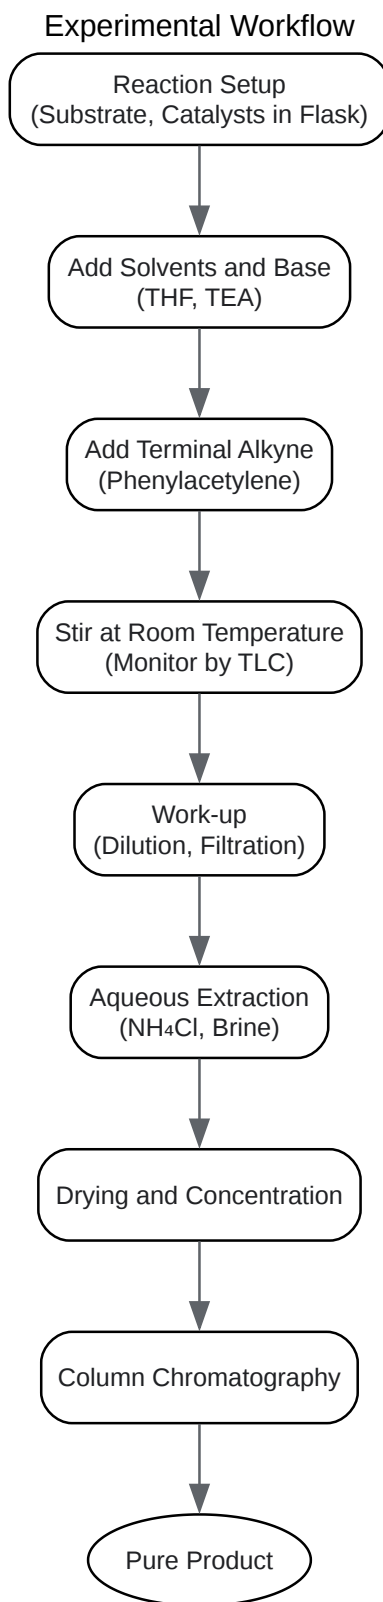 Experimental Workflow
Reaction Setup
(Substrate, Catalysts in Flask)
Add Solvents and Base
(THF, TEA)
Add Terminal Alkyne
(Phenylacetylene)
Stir at Room Temperature
(Monitor by TLC)
Work-up
(Dilution, Filtration)
Aqueous Extraction
(NH₄Cl, Brine)
Drying and Concentration
Column Chromatography
Pure Product